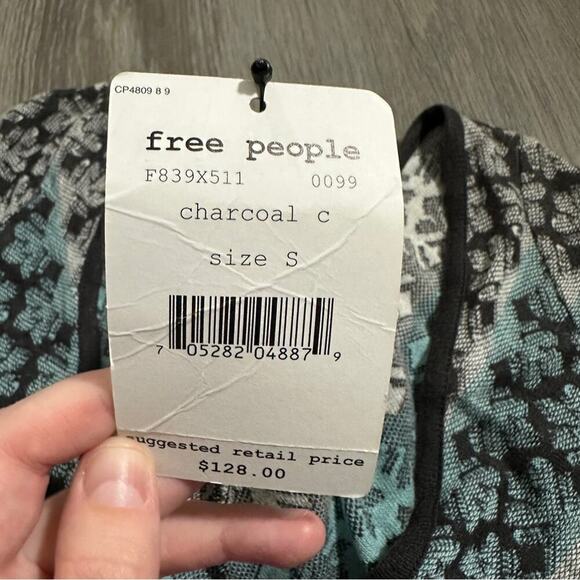 CP4809 8 9
free people
F839X511 0099
charcoal c
size S
7 05282 04887 9
suggested retail price
$128.00